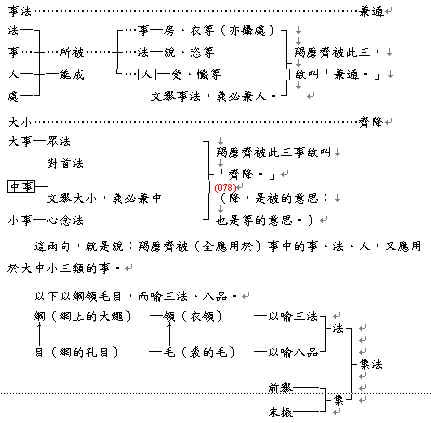 事法……兼通
法
事
人
處
所被
能成
事─房、衣等（亦攝處）
法─說、恣等
人─受、懺等
文舉事法，義必兼人。
羯磨齊被此三，
故叫「兼通。」
大小……齊降
大事─眾法
對首法
中事
文舉大小，義必兼中
小事─心念法
羯磨齊被此三事故叫
「齊降。」
(078)
（降，是被的意思；
也是等的意思。）
這兩句，就是說：羯磨齊被（全應用於）事中的事、法、人，又應用
於大中小三類的事。
以下以綱領毛目，而喻三法、八品。
綱（網上的大繩）─領（衣領）─以喻三法
法
目（網的孔目）─毛（裘的毛）─以喻八品
集法
前舉
集
末振